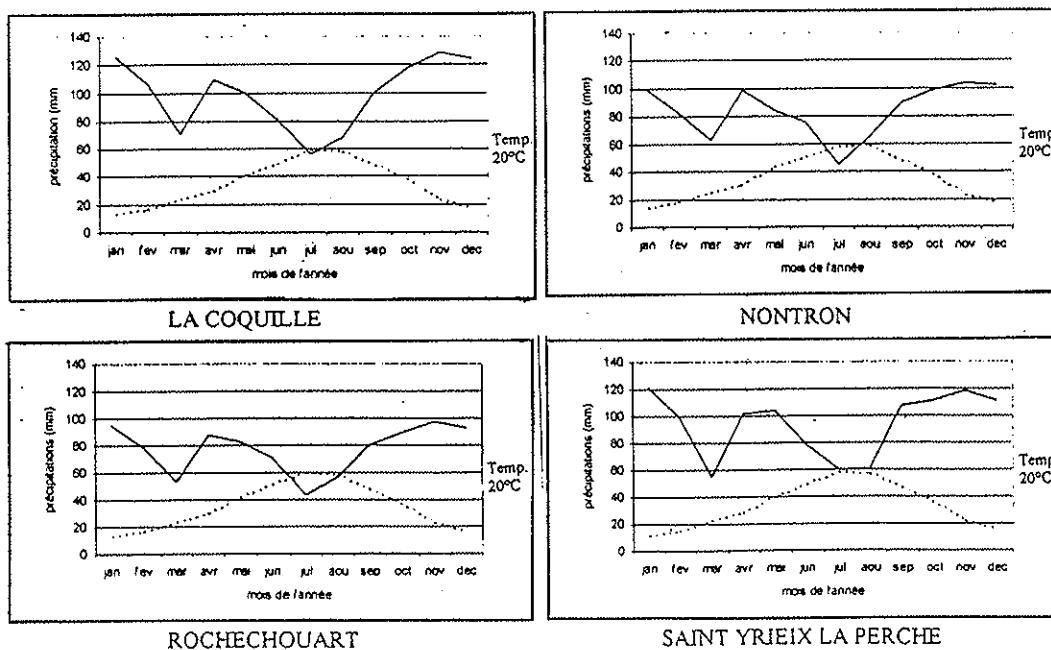 140
120
100
80
60
40
20
0
précipitation (mm
jan fev mar avr mai jun jul aou sep oct nov dec
mois de l'année
Temp.
20°C
LA COQUILLE
140
120
100
80
60
40
20
0
précipitations (mm)
jan fev mar avr mai jun jul aou sep oct nov dec
mois de l'année
Temp
20°C
NONTRON
140
120
100
80
60
40
20
0
précipitations (mm)
jan fev mar avr mai jun jul aou sep oct nov dec
mois de l'année
Temp.
20°C
ROCHECHOUART
140
120
100
80
60
40
20
0
précipitations (mm)
jan fev mar avr mai jun jul aou sep oct nov dec
mois de l'année
Temp
20°C
SAINT YRIEIX LA PERCHE